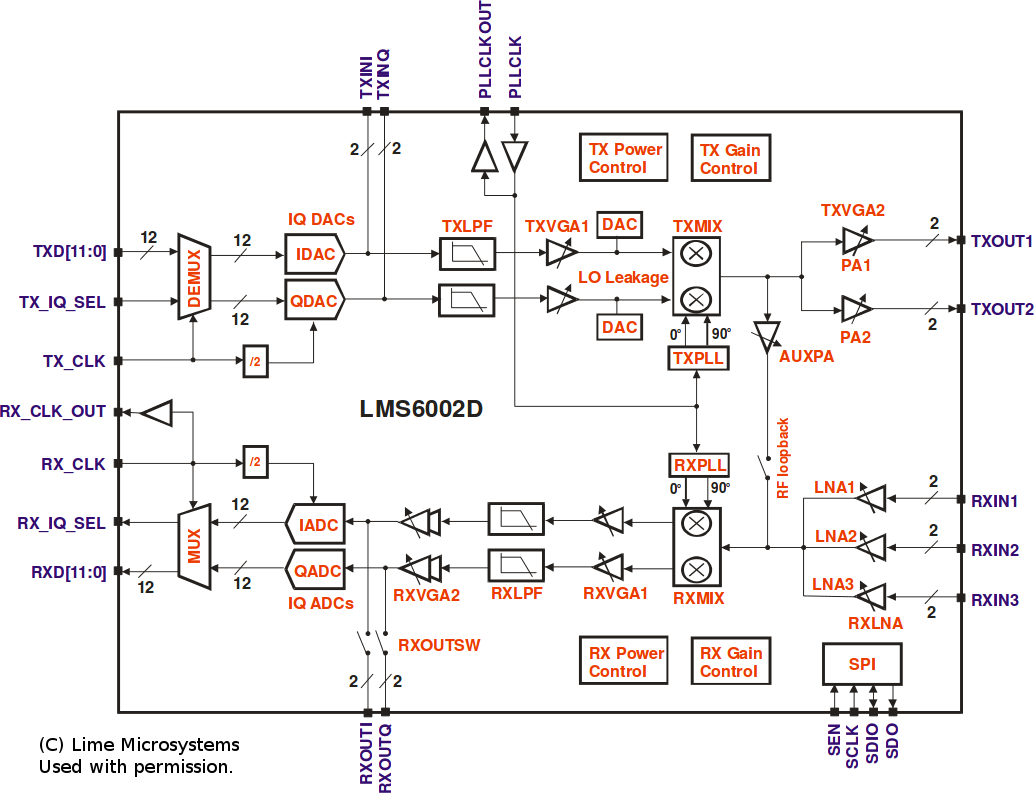 TXINI
TXINQ
PLLCLKOUT
PLLCLK
2
2
TX Power
Control
TX Gain
Control
IQ DACs
TXLPF
TXVGA1
DAC
TXMIX
TXVGA2
2
TXD[11:0]
12
12
IDAC
TXOUT1
DEMUX
PA1
LO Leakage
TX_IQ_SEL
QDAC
12
DAC
TXOUT2
2
PA2
0°
90°
TX_CLK
/2
TXPLL
AUXPA
RX_CLK_OUT
LMS6002D
RF loopback
RX_CLK
/2
RXPLL
0°
90°
LNA1
2
RXIN1
12
RX_IQ_SEL
IADC
MUX
LNA2
2
RXIN2
RXD[11:0]
12
12
QADC
IQ ADCs
RXVGA2
RXLPF
RXVGA1
RXMIX
LNA3
RXLNA
2
RXIN3
RXOUTSW
2
2
RX Power
Control
RX Gain
Control
SPI
RXOUTI
RXOUTQ
SEN
SCLK
SDIO
SDO
(C) Lime Microsystems
Used with permission.